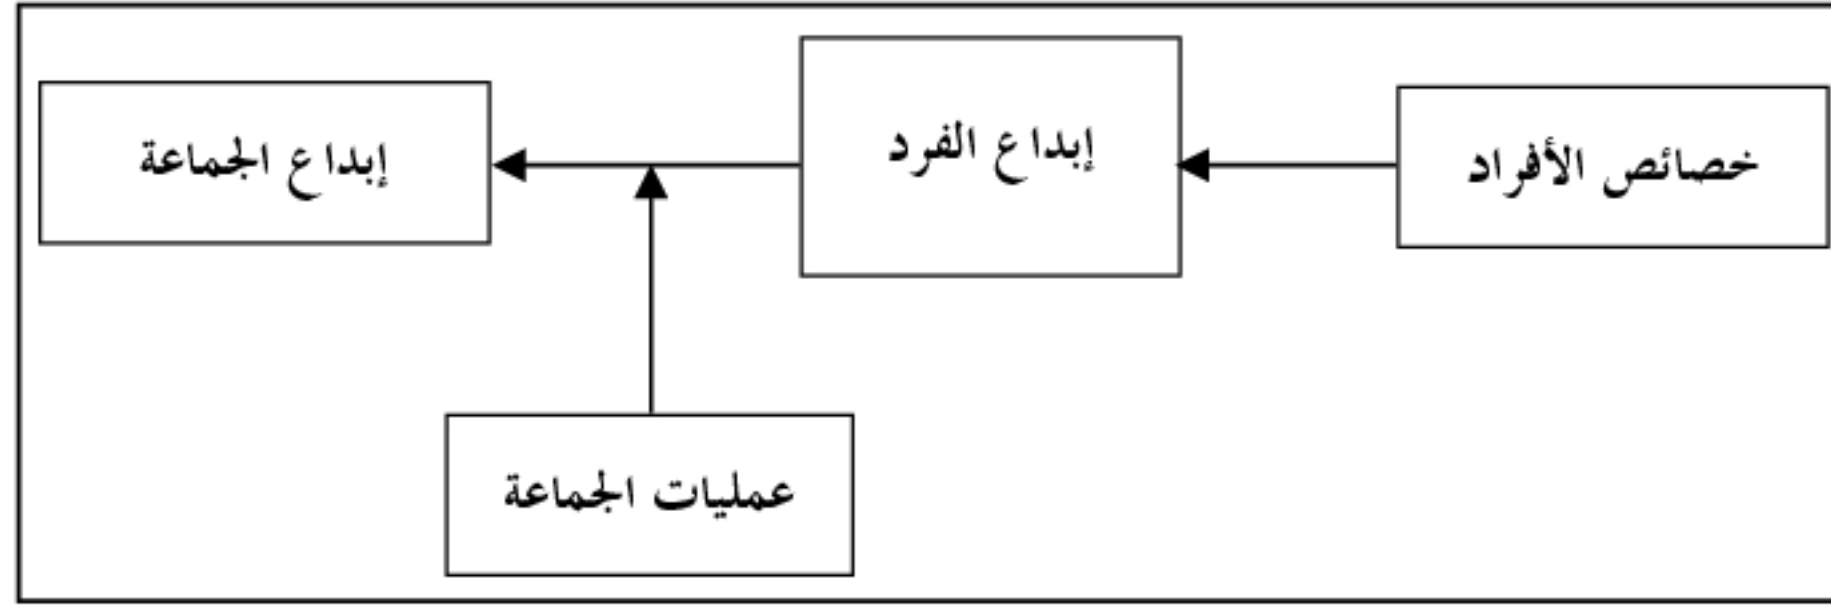 خصائص الأفراد
إبداع الفرد
إبداع الجماعة
عمليات الجماعة